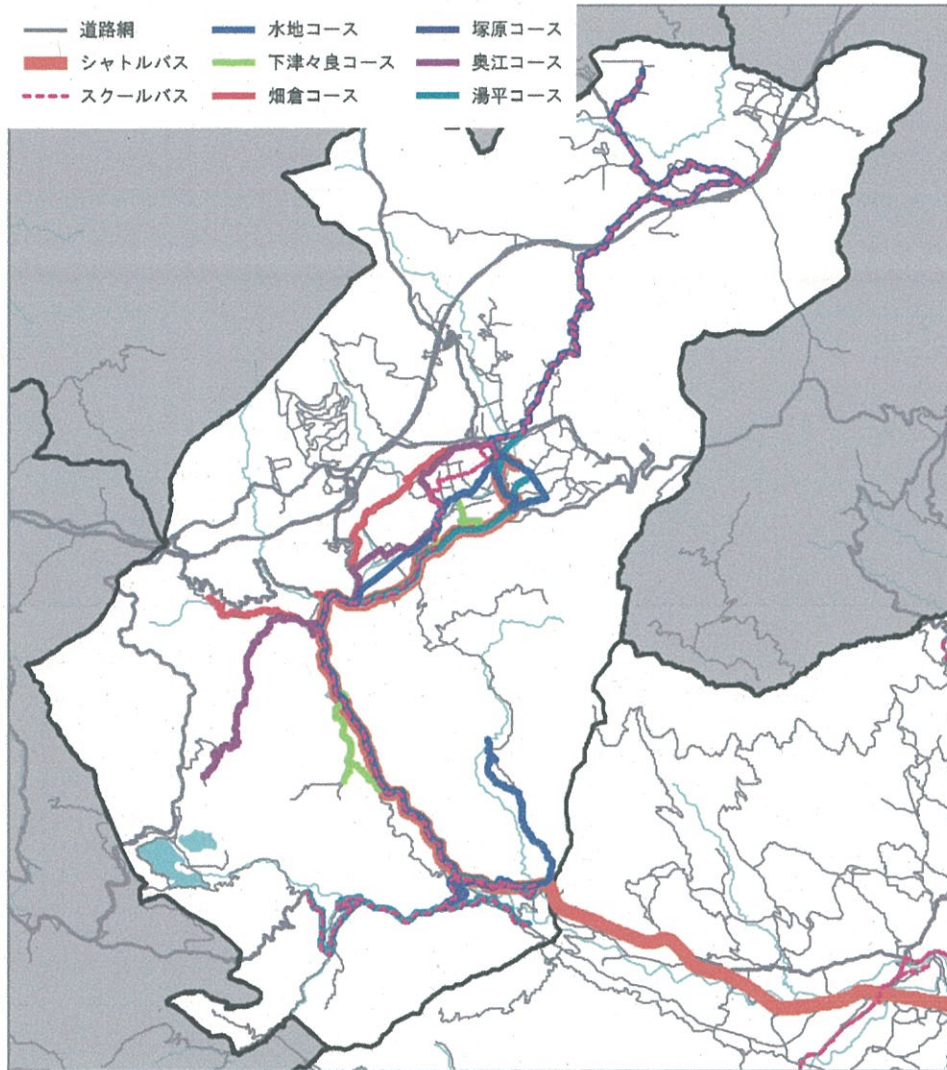 道路網
シャトルバス
スクールバス
水地コース
下津々良コース
畑倉コース
塚原コース
奥江コース
湯平コース